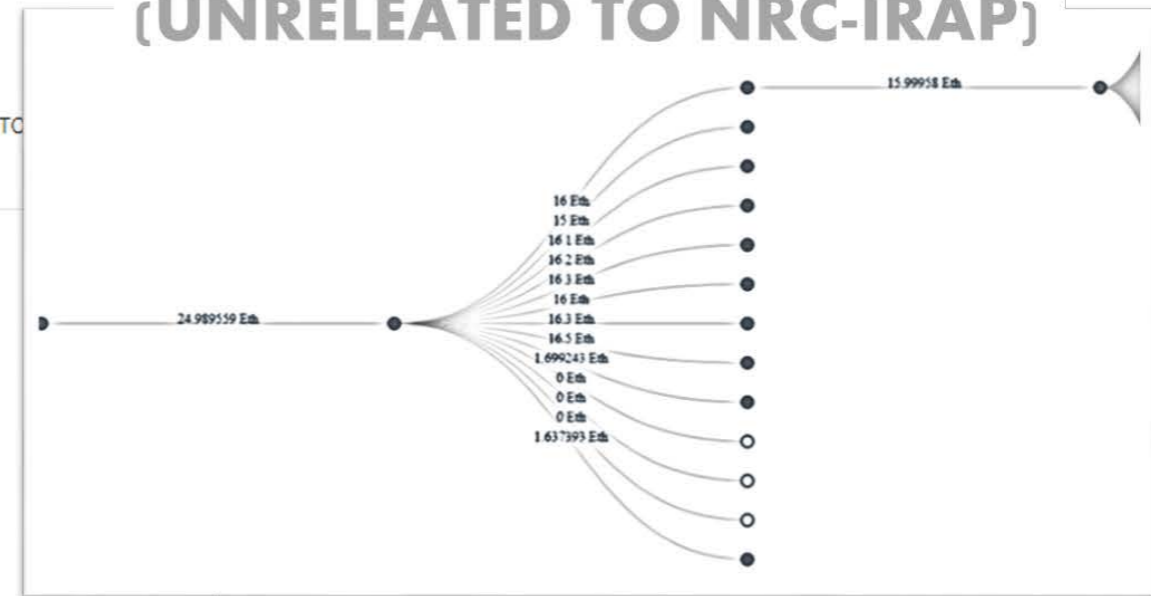 (UNRELEATED TO NRC-IRAP)
TO
15.99958 Eth
16 Eth
15 Eth
16.1 Eth
16.2 Eth
16.3 Eth
16 Eth
24.989559 Eth
16.3 Eth
16.5 Eth
1.699243 Eth
0 Eth
0 Eth
0 Eth
1.637393 Eth